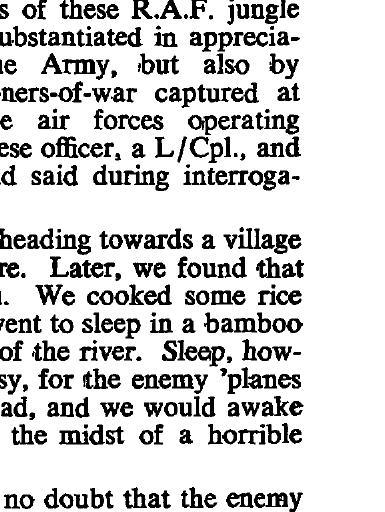 s of these R.A.F. jungle
ubstantiated in apprecia-
e Army, but also by
ners-of-war captured at
e air forces operating
ese officer, a L/Cpl., and
d said during interroga-
heading towards a village
re. Later, we found that
. We cooked some rice
vent to sleep in a bamboo
of the river. Sleep, how-
sy, for the enemy 'planes
ad, and we would awake
the midst of a horrible
no doubt that the enemy